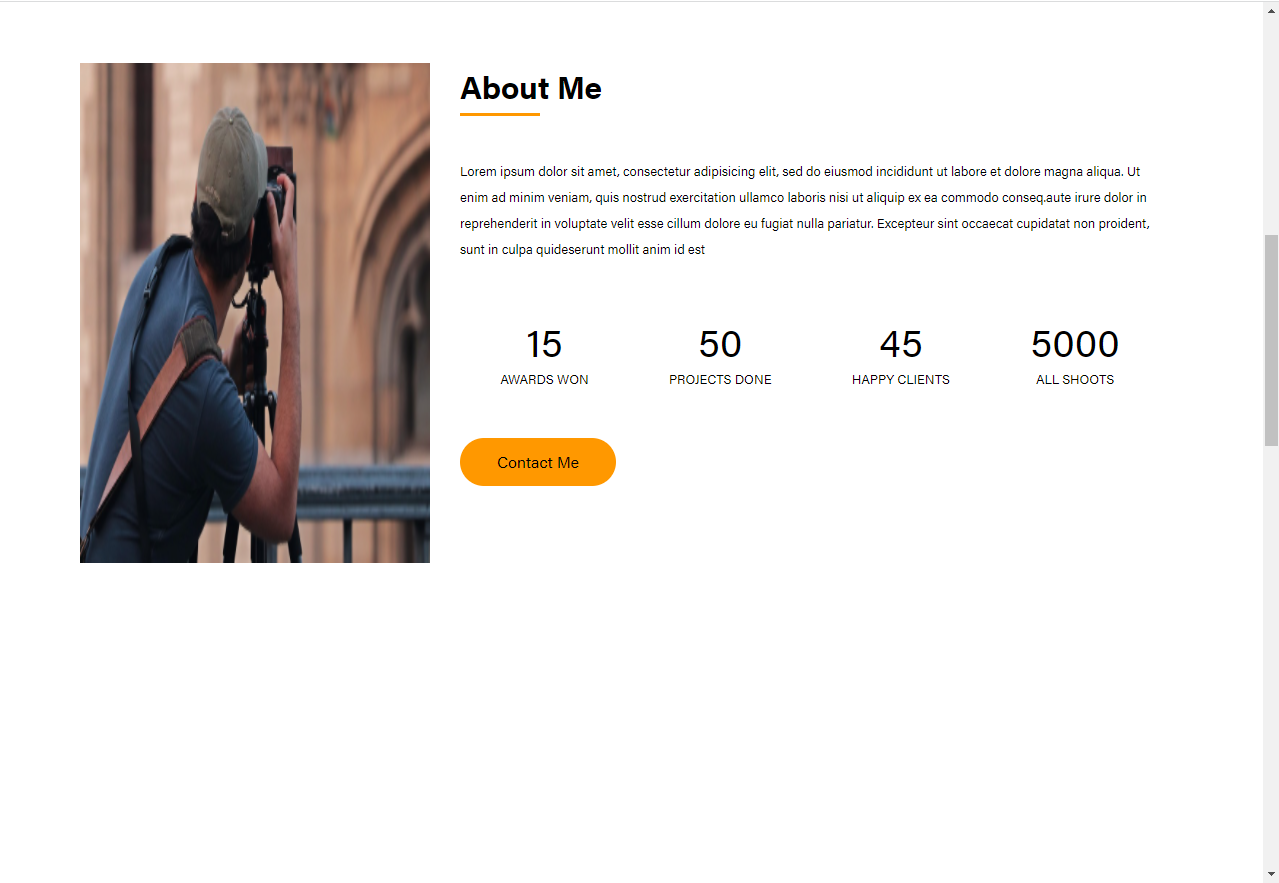 About Me
Lorem ipsum dolor sit amet, consectetur adipisicing elit, sed do eiusmod incididunt ut labore et dolore magna aliqua. Ut
enim ad minim veniam, quis nostrud exercitation ullamco laboris nisi ut aliquip ex ea commodo conseq.aute irure dolor in
reprehenderit in voluptate velit esse cillum dolore eu fugiat nulla pariatur. Excepteur sint occaecat cupidatat non proident,
sunt in culpa quideserunt mollit anim id est
15 50 45 5000
AWARDS WON PROJECTS DONE HAPPY CLIENTS ALL SHOOTS
Contact Me